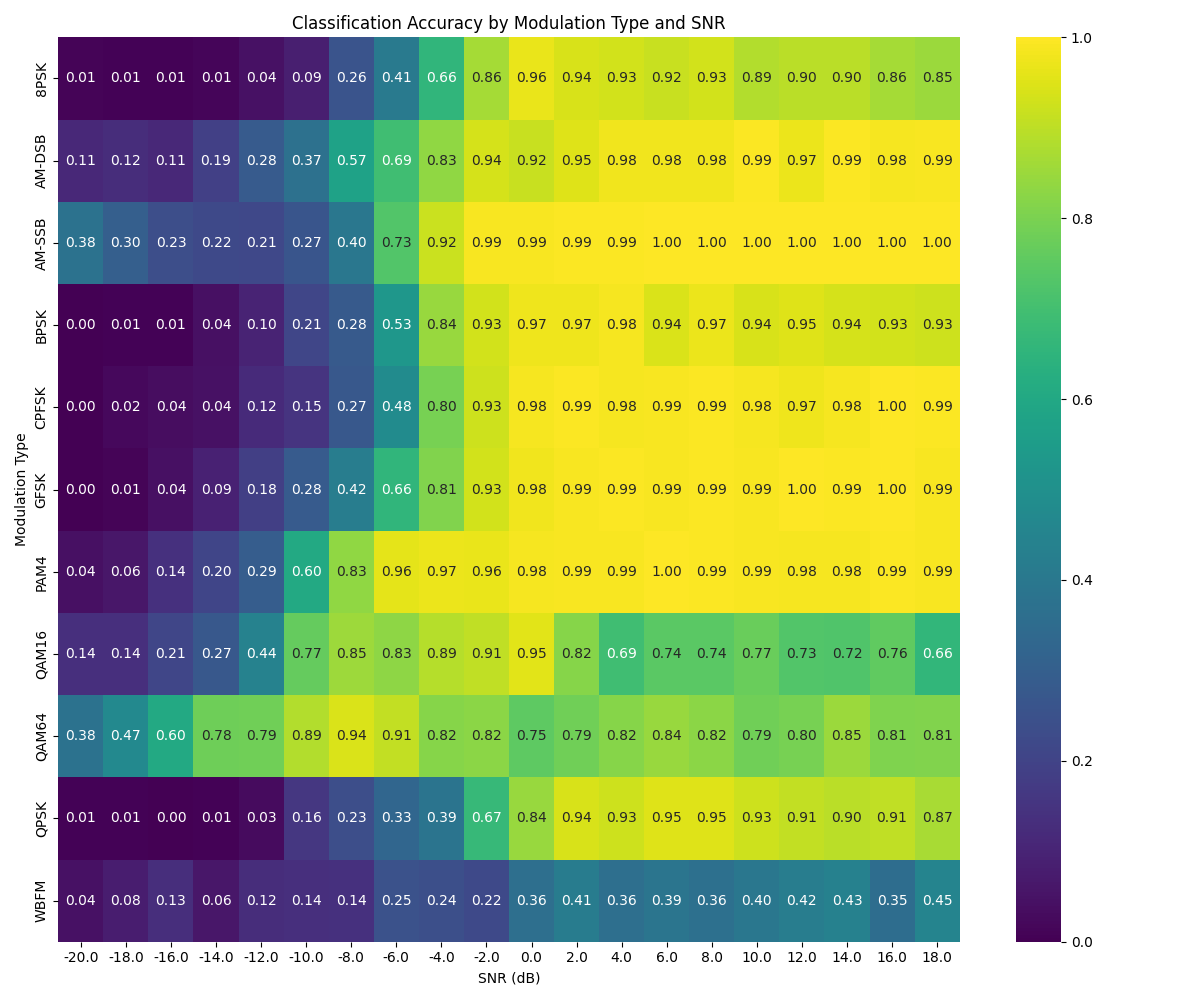 Classification Accuracy by Modulation Type and SNR
Modulation Type
8PSK 0.01 0.01 0.01 0.01 0.04 0.09 0.26 0.41 0.66 0.86 0.96 0.94 0.93 0.92 0.93 0.89 0.90 0.90 0.86 0.85
AM-DSB 0.11 0.12 0.11 0.19 0.28 0.37 0.57 0.69 0.83 0.94 0.92 0.95 0.98 0.98 0.98 0.99 0.97 0.99 0.98 0.99
AM-SSB 0.38 0.30 0.23 0.22 0.21 0.27 0.40 0.73 0.92 0.99 0.99 0.99 0.99 1.00 1.00 1.00 1.00 1.00 1.00 1.00
BPSK 0.00 0.01 0.01 0.04 0.10 0.21 0.28 0.53 0.84 0.93 0.97 0.97 0.98 0.94 0.97 0.94 0.95 0.94 0.93 0.93
CPFSK 0.00 0.02 0.04 0.04 0.12 0.15 0.27 0.48 0.80 0.93 0.98 0.99 0.98 0.99 0.99 0.98 0.97 0.98 1.00 0.99
GFSK 0.00 0.01 0.04 0.09 0.18 0.28 0.42 0.66 0.81 0.93 0.98 0.99 0.99 0.99 0.99 0.99 1.00 0.99 1.00 0.99
PAM4 0.04 0.06 0.14 0.20 0.29 0.60 0.83 0.96 0.97 0.96 0.98 0.99 0.99 1.00 0.99 0.99 0.98 0.98 0.99 0.99
QAM16 0.14 0.14 0.21 0.27 0.44 0.77 0.85 0.83 0.89 0.91 0.95 0.82 0.69 0.74 0.74 0.77 0.73 0.72 0.76 0.66
QAM64 0.38 0.47 0.60 0.78 0.79 0.89 0.94 0.91 0.82 0.82 0.75 0.79 0.82 0.84 0.82 0.79 0.80 0.85 0.81 0.81
QPSK 0.01 0.01 0.00 0.01 0.03 0.16 0.23 0.33 0.39 0.67 0.84 0.94 0.93 0.95 0.95 0.93 0.91 0.90 0.91 0.87
WBFM 0.04 0.08 0.13 0.06 0.12 0.14 0.14 0.25 0.24 0.22 0.36 0.41 0.36 0.39 0.36 0.40 0.42 0.43 0.35 0.45
-20.0 -18.0 -16.0 -14.0 -12.0 -10.0 -8.0 -6.0 -4.0 -2.0 0.0 2.0 4.0 6.0 8.0 10.0 12.0 14.0 16.0 18.0
SNR (dB)
1.0
0.8
0.6
0.4
0.2
0.0